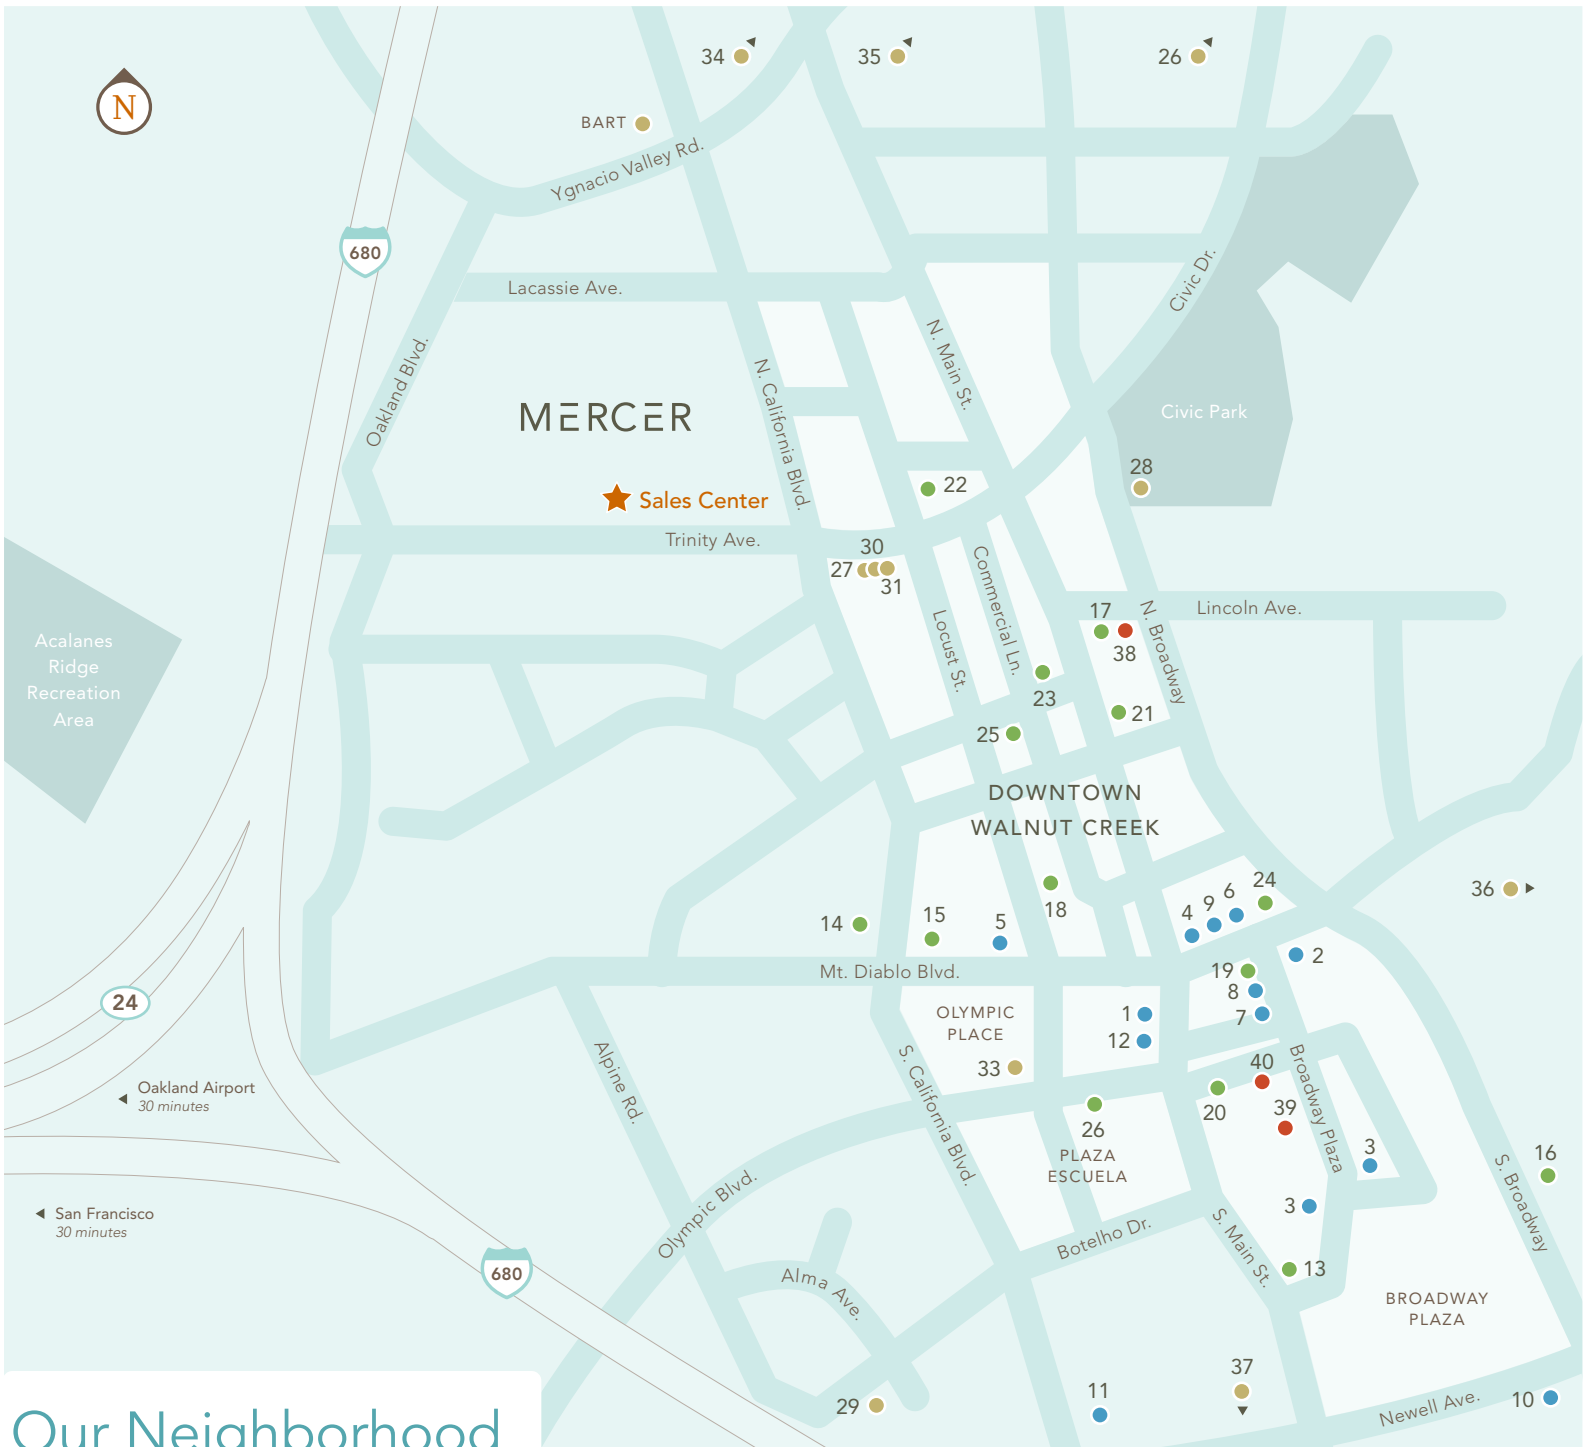 34
35
26
N
BART
Ygnacio Valley Rd.
680
Civic Dr.
Lacassie Ave.
N. Main St.
Oakland Blvd.
N. California Blvd.
MERCER
Civic Park
28
22
Sales Center
Trinity Ave.
30
27
31
Commercial Ln.
Locust St.
17
38
N. Broadway
Lincoln Ave.
Acalanes
Ridge
Recreation
Area
23
21
25
DOWNTOWN
WALNUT CREEK
14
15
5
18
4
9
6
24
36
Mt. Diablo Blvd.
19
2
8
7
24
OLYMPIC
PLACE
1
12
33
S. California Blvd.
Alpine Rd.
40
Broadway Plaza
20
39
26
PLAZA
ESCUELA
3
16
Oakland Airport
30 minutes
San Francisco
30 minutes
Olympic Blvd.
Botelho Dr.
3
S. Main St.
S. Broadway
680
Alma Ave.
13
BROADWAY
PLAZA
37
11
29
Newell Ave.
10
Our Neighborhood